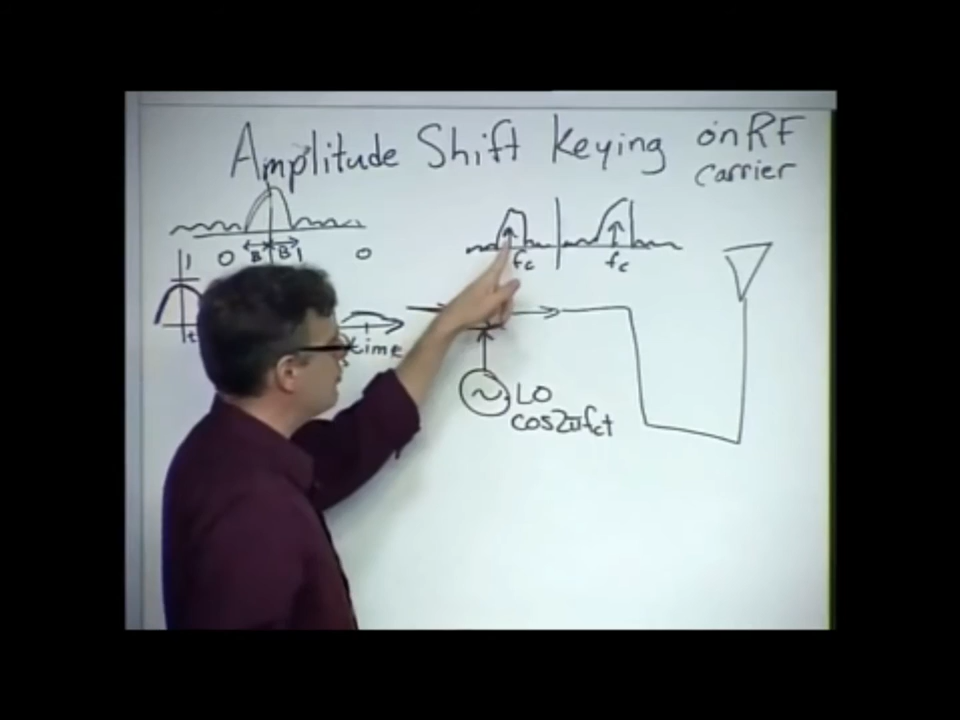 Amplitude Shift Keying on RF
carrier
B B
fc fc
1 0 1 0
t
time
LO
cos2πfct